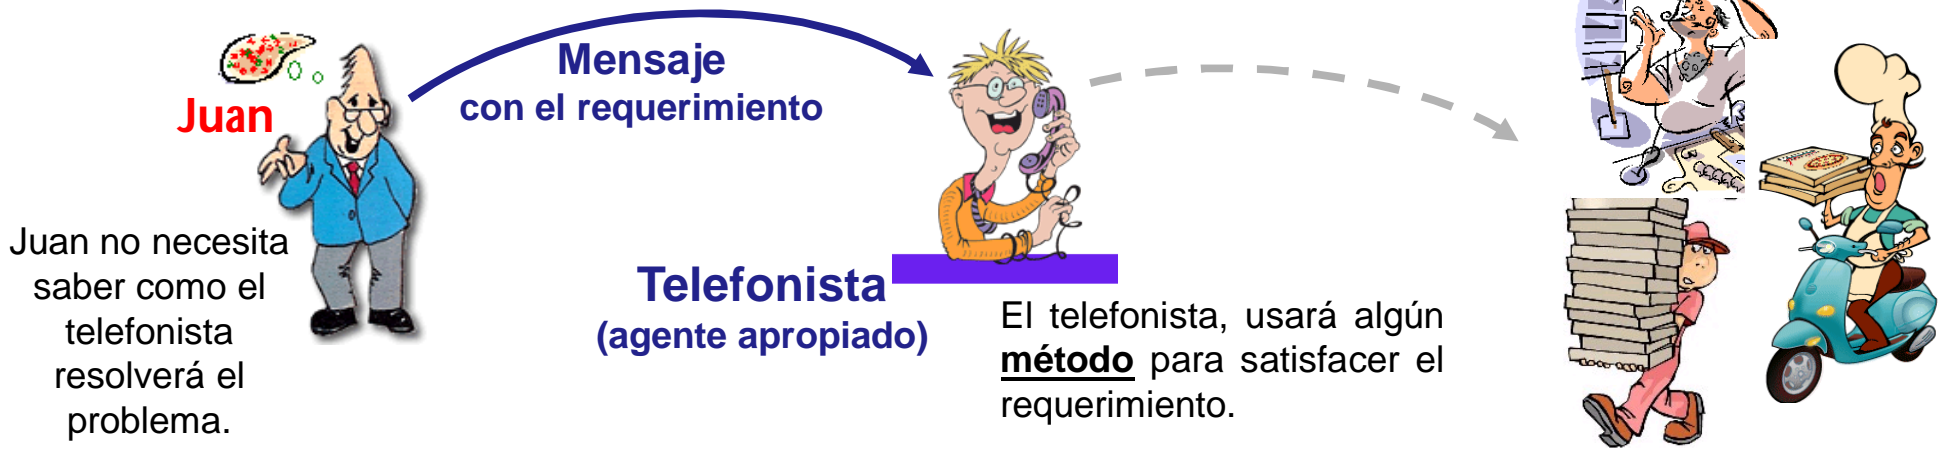 Mensaje
con el requerimiento
Juan
Juan no necesita
saber como el
telefonista
resolverá el
problema.
Telefonista
(agente apropiado)
El telefonista, usará algún
método para satisfacer el
requerimiento.